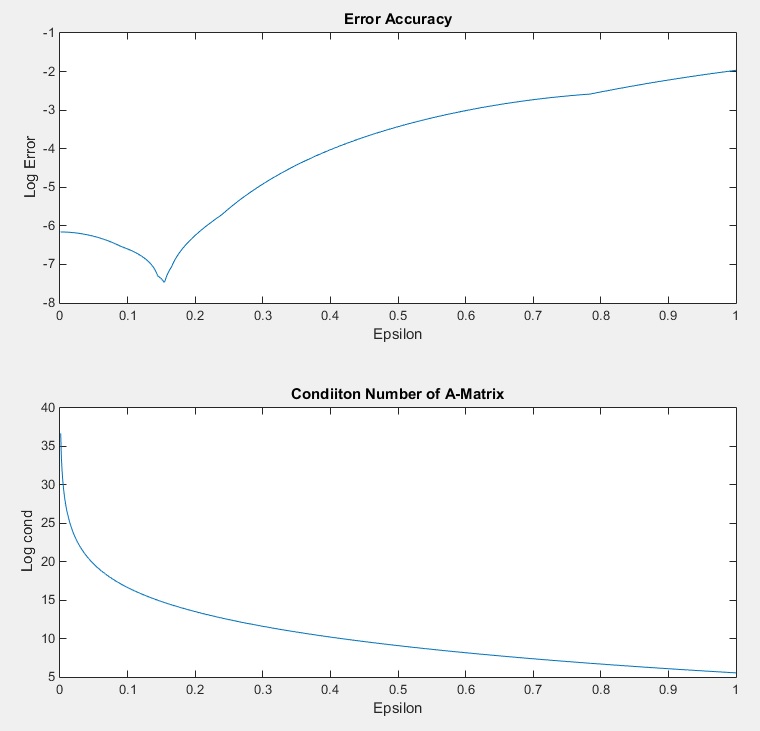 Error Accuracy
-1
-2
-3
-4
-5
-6
-7
-8
Log Error
0 0.1 0.2 0.3 0.4 0.5 0.6 0.7 0.8 0.9 1
Epsilon
Condiiton Number of A-Matrix
40
35
30
25
20
15
10
5
Log cond
0 0.1 0.2 0.3 0.4 0.5 0.6 0.7 0.8 0.9 1
Epsilon